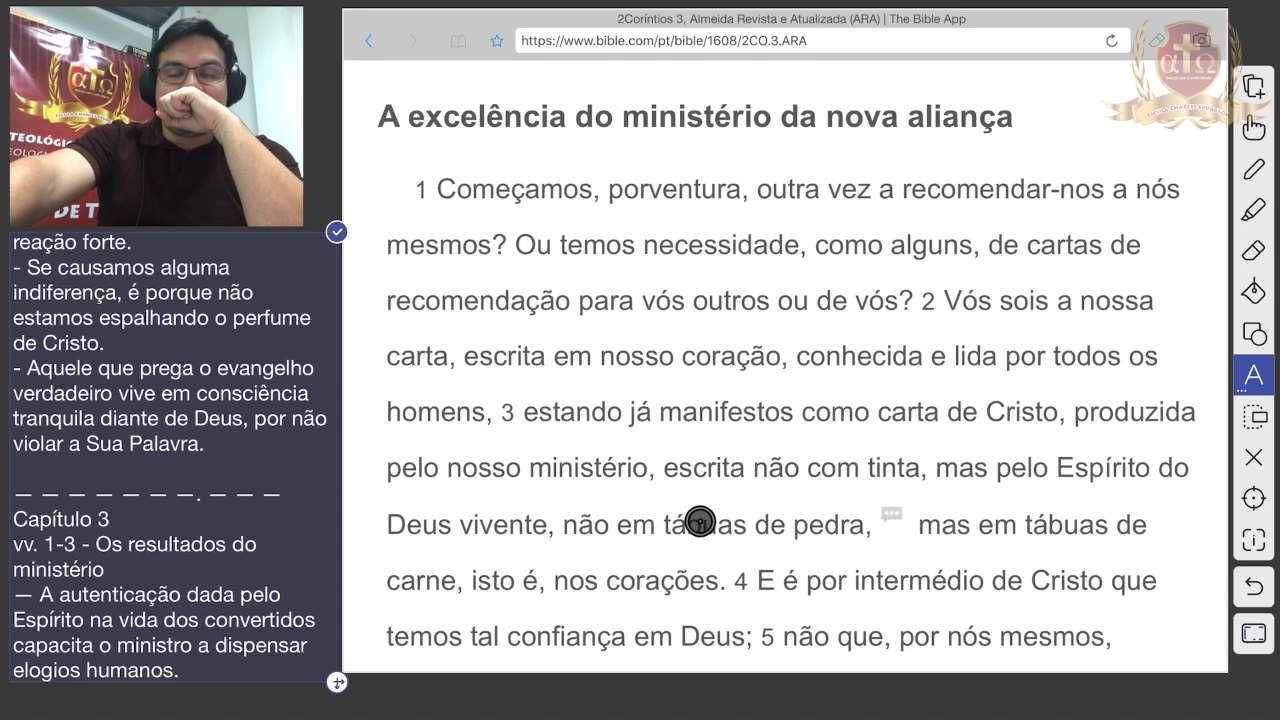 2Coríntios 3, Almeida Revista e Atualizada (ARA) | The Bible App
https://www.bible.com/pt/bible/1608/2CO.3.ARA
α Ω
TEOLÓGI
DE T
reação forte.
- Se causamos alguma
indiferença, é porque não
estamos espalhando o perfume
de Cristo.
- Aquele que prega o evangelho
verdadeiro vive em consciência
tranquila diante de Deus, por não
violar a Sua Palavra.
— — — — — — —. — — —
Capítulo 3
vv. 1-3 - Os resultados do
ministério
— A autenticação dada pelo
Espírito na vida dos convertidos
capacita o ministro a dispensar
elogios humanos.
A excelência do ministério da nova aliança
1 Começamos, porventura, outra vez a recomendar-nos a nós
mesmos? Ou temos necessidade, como alguns, de cartas de
recomendação para vós outros ou de vós? 2 Vós sois a nossa
carta, escrita em nosso coração, conhecida e lida por todos os
homens, 3 estando já manifestos como carta de Cristo, produzida
pelo nosso ministério, escrita não com tinta, mas pelo Espírito do
Deus vivente, não em tábuas de pedra, mas em tábuas de
carne, isto é, nos corações. 4 E é por intermédio de Cristo que
temos tal confiança em Deus; 5 não que, por nós mesmos,
α Ω
A